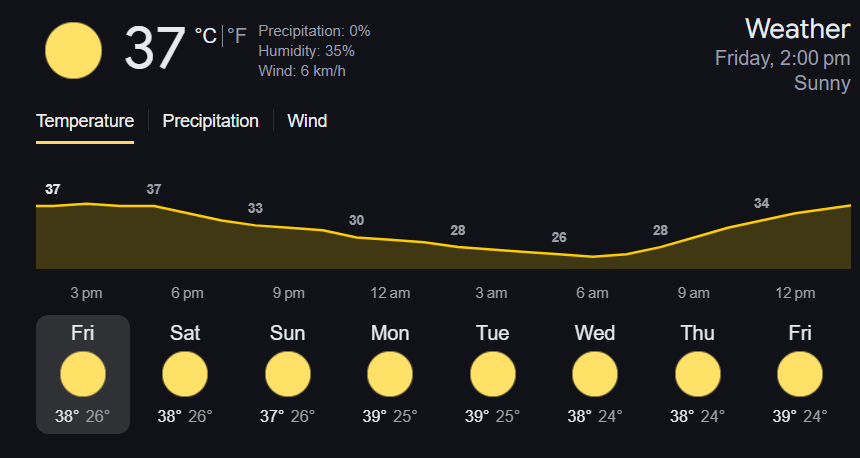 37 °C | °F
Precipitation: 0%
Humidity: 35%
Wind: 6 km/h
Weather
Friday, 2:00 pm
Sunny
Temperature | Precipitation | Wind
37 37 33 30 28 26 28 34
3 pm 6 pm 9 pm 12 am 3 am 6 am 9 am 12 pm
Fri Sat Sun Mon Tue Wed Thu Fri
38° 26° 38° 26° 37° 26° 39° 25° 39° 25° 38° 24° 38° 24° 39° 24°